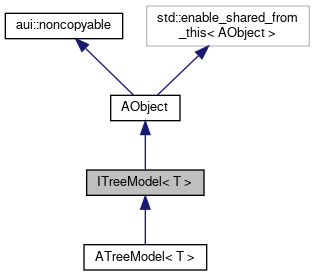 aui::noncopyable
std::enable_shared_from
_this< AObject >
AObject
ITreeModel< T >
ATreeModel< T >